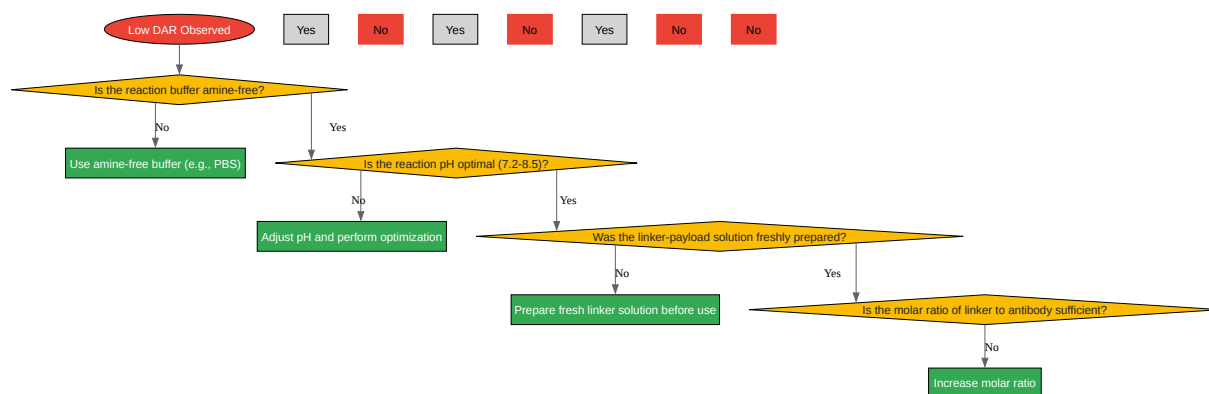 Low DAR Observed
Yes
No
Yes
No
Yes
No
No
Is the reaction buffer amine-free?
No
Yes
Use amine-free buffer (e.g., PBS)
Is the reaction pH optimal (7.2-8.5)?
No
Yes
Adjust pH and perform optimization
Was the linker-payload solution freshly prepared?
No
Yes
Prepare fresh linker solution before use
Is the molar ratio of linker to antibody sufficient?
No
Increase molar ratio